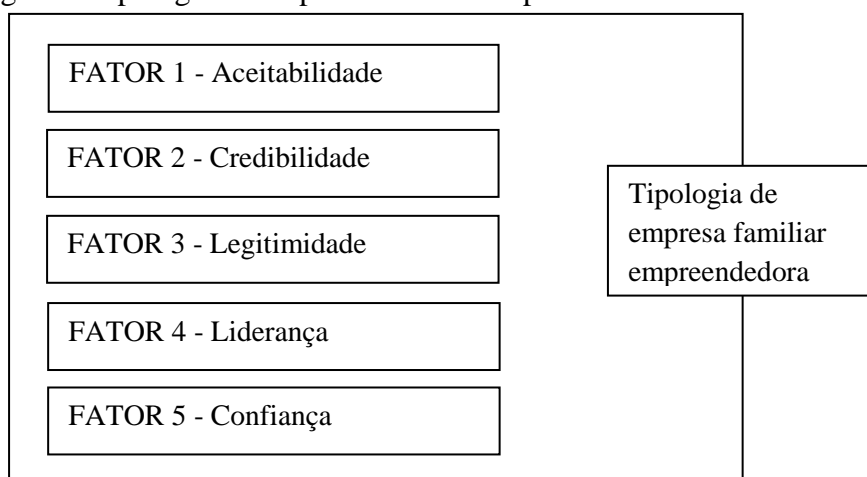 FATOR 1 - Aceitabilidade
FATOR 2 - Credibilidade
FATOR 3 - Legitimidade
FATOR 4 - Liderança
FATOR 5 - Confiança
Tipologia de
empresa familiar
empreendedora